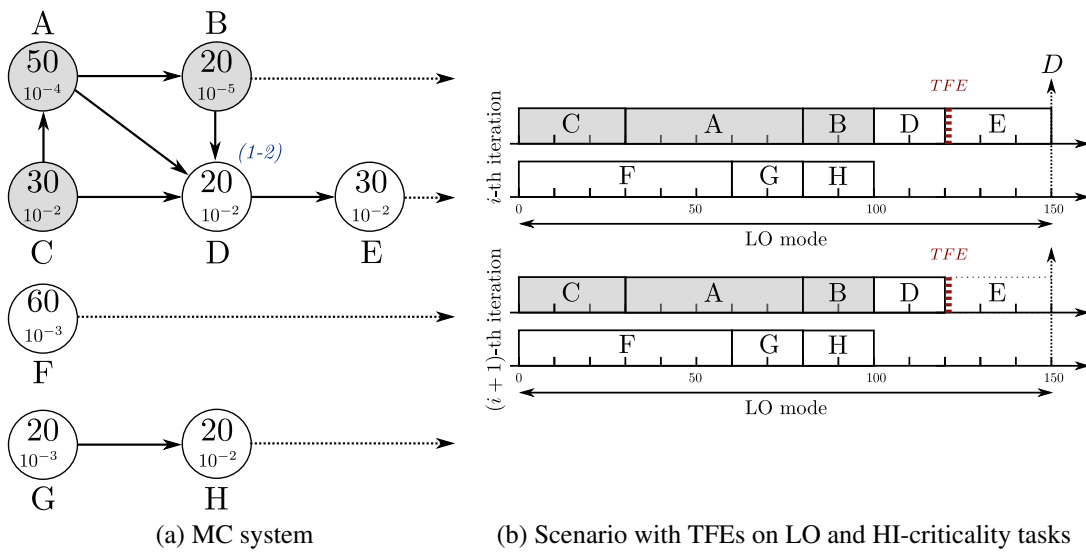 A B
50 20
10⁻⁴ 10⁻⁵
(1-2)
30 20 30
10⁻² 10⁻² 10⁻²
C D E
60
10⁻³
F
20 20
10⁻³ 10⁻²
G H
(a) MC system
D
TFE
i-th iteration
C A B D E
F G H
0 50 100 150
LO mode
TFE
(i + 1)-th iteration
C A B D E
F G H
0 50 100 150
LO mode
(b) Scenario with TFEs on LO and HI-criticality tasks